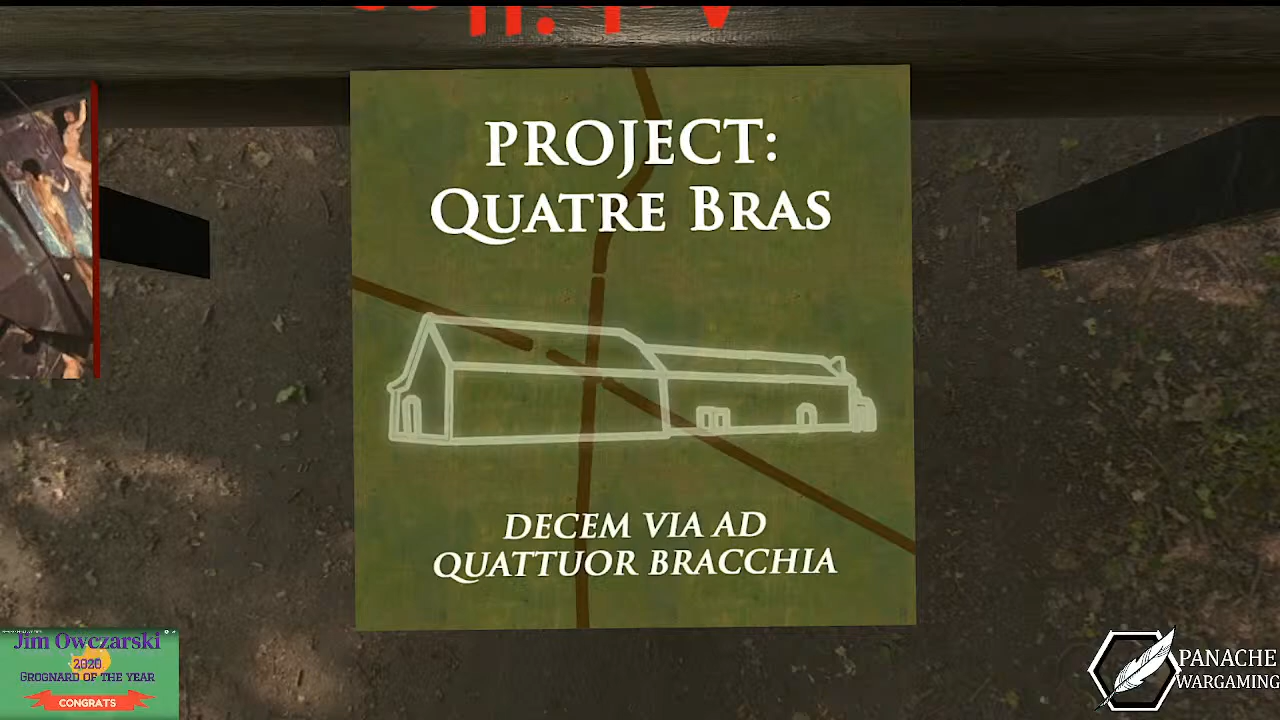 PROJECT:
QUATRE BRAS
DECEM VIA AD
QUATTUOR BRACCHIA
Jim Owczarski
2020
GROGNARD OF THE YEAR
CONGRATS
PANACHE
WARGAMING